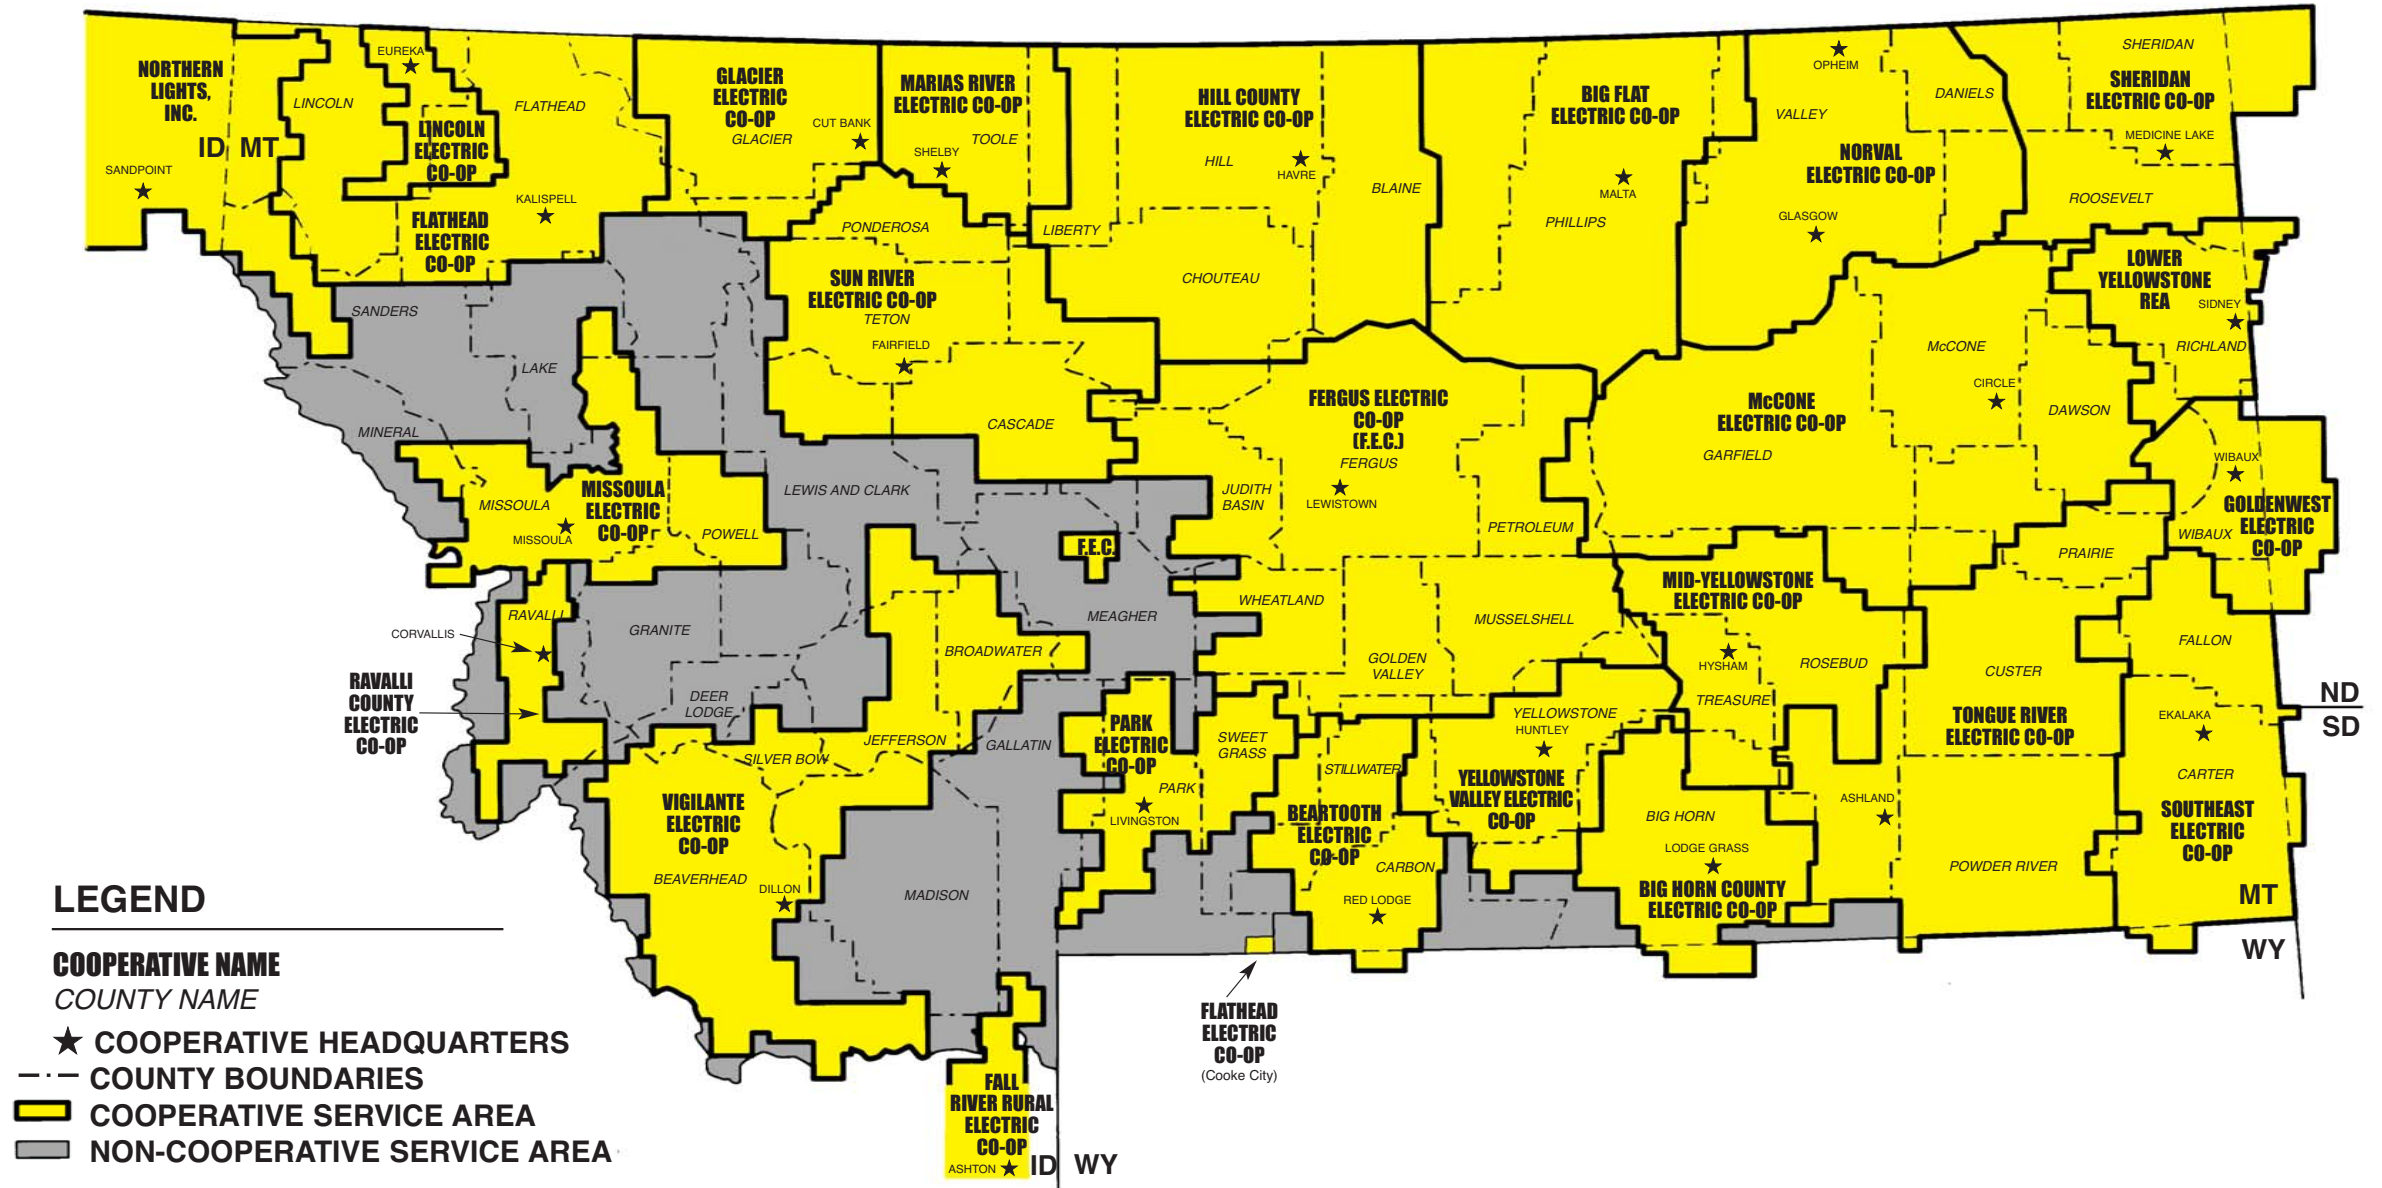 NORTHERN
LIGHTS,
INC.
ID
MT
SANDPOINT
LINCOLN
EUREKA
LINCOLN
ELECTRIC
CO-OP
FLATHEAD
KALISPELL
FLATHEAD
ELECTRIC
CO-OP
GLACIER
ELECTRIC
CO-OP
GLACIER
CUT BANK
MARIAS RIVER
ELECTRIC CO-OP
TOOLE
SHELBY
HILL COUNTY
ELECTRIC CO-OP
HILL
HAVRE
BLAINE
LIBERTY
CHOUTEAU
BIG FLAT
ELECTRIC CO-OP
MALTA
PHILLIPS
OPHEIM
VALLEY
DANIELS
NORVAL
ELECTRIC CO-OP
GLASGOW
SHERIDAN
SHERIDAN
ELECTRIC CO-OP
MEDICINE LAKE
ROOSEVELT
LOWER
YELLOWSTONE
REA
SIDNEY
RICHLAND
PONDEROSA
SUN RIVER
ELECTRIC CO-OP
TETON
FAIRFIELD
CASCADE
SANDERS
LAKE
MINERAL
MISSOULA
MISSOULA
MISSOULA
ELECTRIC
CO-OP
POWELL
LEWIS AND CLARK
FERGUS ELECTRIC
CO-OP
(F.E.C.)
FERGUS
LEWISTOWN
JUDITH
BASIN
PETROLEUM
McCONE
ELECTRIC CO-OP
GARFIELD
McCONE
CIRCLE
DAWSON
WIBAUX
GOLDENWEST
ELECTRIC
CO-OP
WIBAUX
PRAIRIE
F.E.C.
MEAGHER
WHEATLAND
GOLDEN
VALLEY
MUSSELSHELL
MID-YELLOWSTONE
ELECTRIC CO-OP
HYSHAM
TREASURE
ROSEBUD
CUSTER
FALLON
ND
SD
RAVALLI
CORVALLIS
RAVALLI
COUNTY
ELECTRIC
CO-OP
GRANITE
DEER
LODGE
BROADWATER
JEFFERSON
SILVER BOW
GALLATIN
VIGILANTE
ELECTRIC
CO-OP
BEAVERHEAD
DILLON
MADISON
PARK
ELECTRIC
CO-OP
PARK
LIVINGSTON
SWEET
GRASS
STILLWATER
BEARTOOTH
ELECTRIC
CO-OP
CARBON
RED LODGE
YELLOWSTONE
HUNTLEY
YELLOWSTONE
VALLEY ELECTRIC
CO-OP
BIG HORN
LODGE GRASS
BIG HORN COUNTY
ELECTRIC CO-OP
ASHLAND
TONGUE RIVER
ELECTRIC CO-OP
POWDER RIVER
EKALAKA
CARTER
SOUTHEAST
ELECTRIC
CO-OP
MT
WY
FLATHEAD
ELECTRIC
CO-OP
(Cooke City)
FALL
RIVER RURAL
ELECTRIC
CO-OP
ASHTON
ID
WY
LEGEND
COOPERATIVE NAME
COUNTY NAME
COOPERATIVE HEADQUARTERS
COUNTY BOUNDARIES
COOPERATIVE SERVICE AREA
NON-COOPERATIVE SERVICE AREA